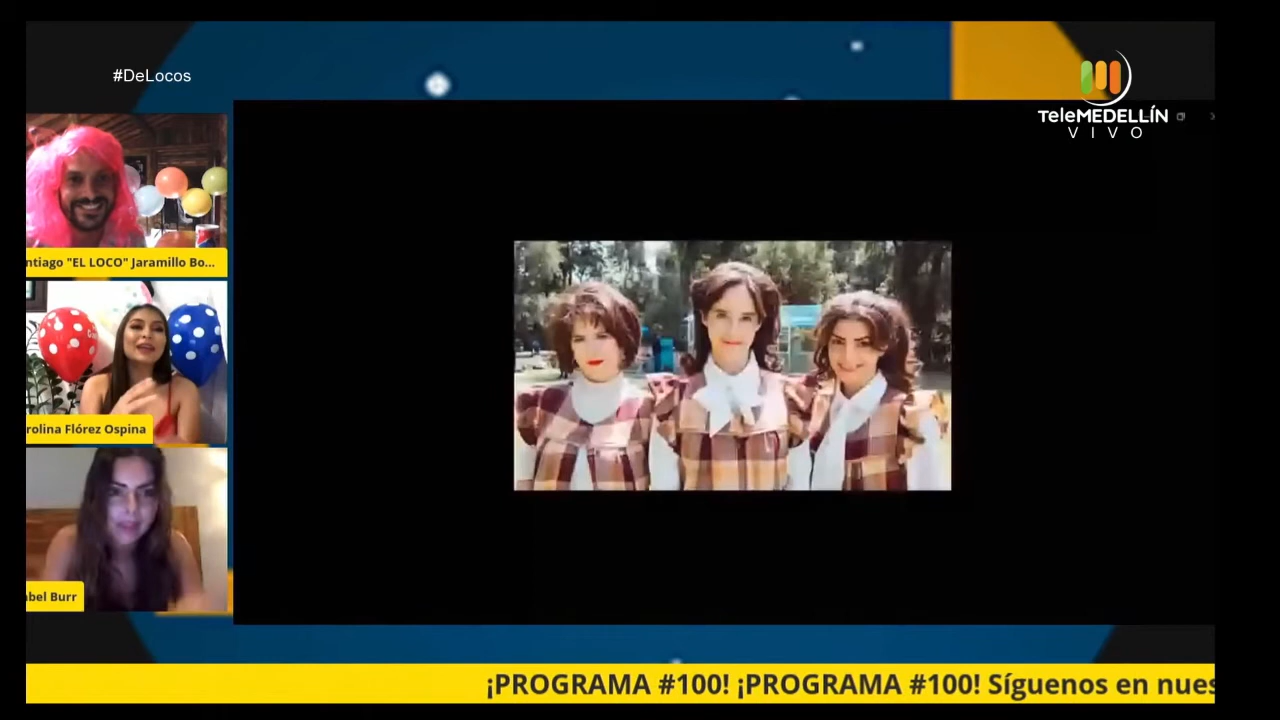 #DeLocos
TeleMEDELLÍN
VIVO
ntiago "EL LOCO" Jaramillo Bo...
rolina Flórez Ospina
bel Burr
¡PROGRAMA #100! ¡PROGRAMA #100! Síguenos en nues